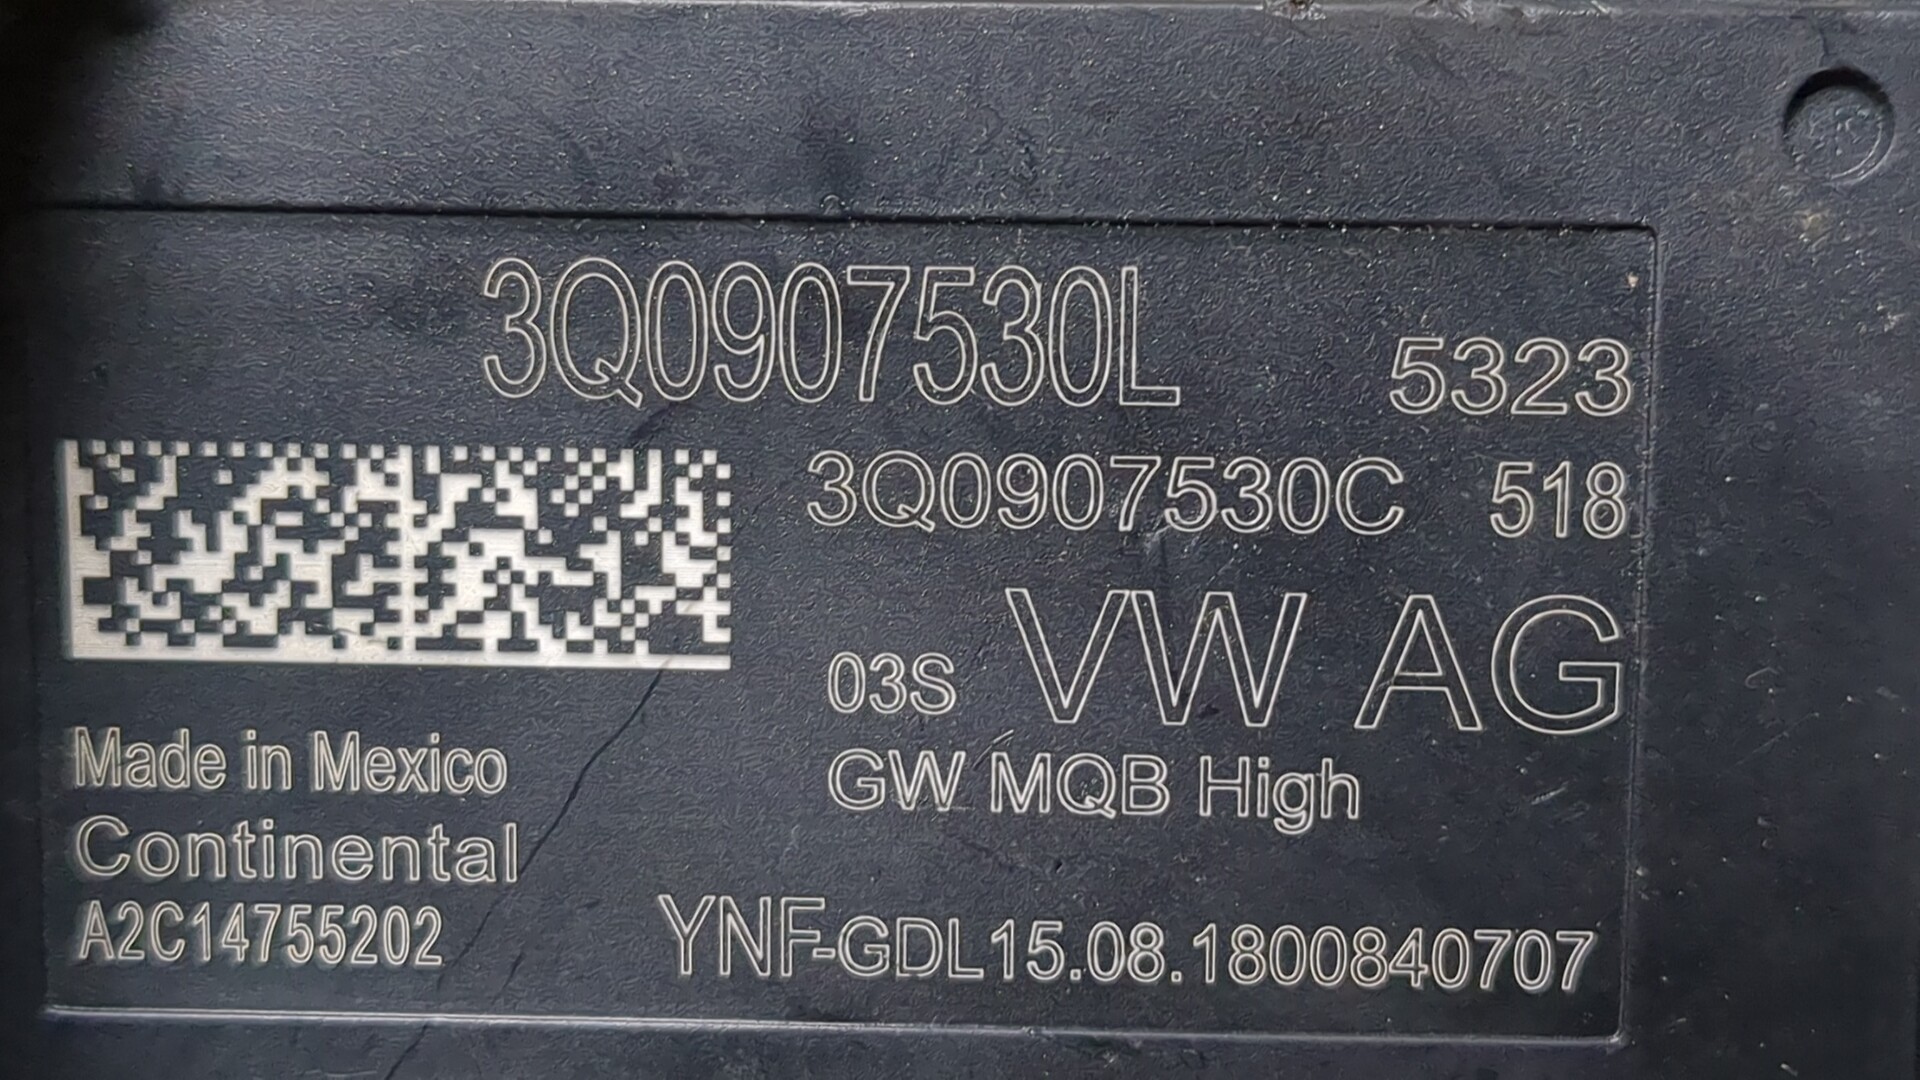 3Q0907530L 5323
3Q0907530C 518
03S VW AG
GW MQB High
Made in Mexico
Continental
A2C14755202
YNF-GDL15.08.1800840707